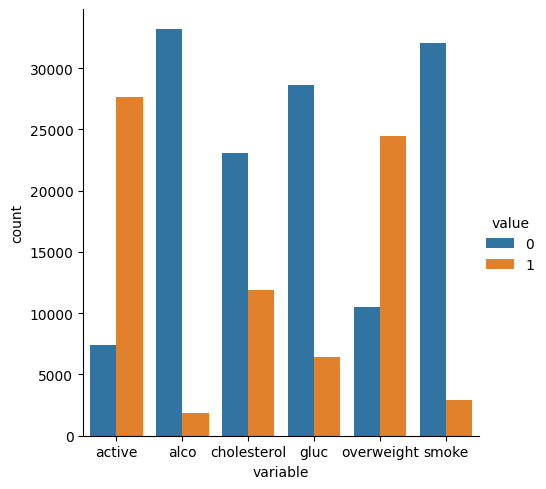 count
30000
25000
20000
15000
10000
5000
0
active alco cholesterol gluc overweight smoke
variable
value
0
1